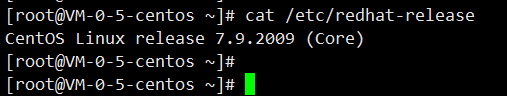 [root@VM-0-5-centos ~]# cat /etc/redhat-release
CentOS Linux release 7.9.2009 (Core)
[root@VM-0-5-centos ~]#
[root@VM-0-5-centos ~]#